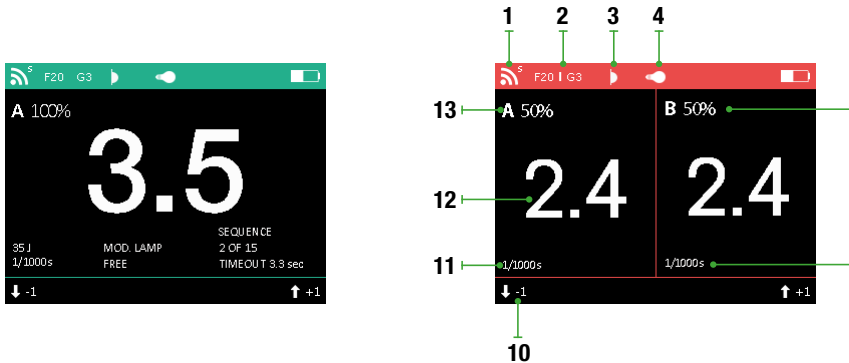 1 2 3 4
S F20 G3
A 100%
3.5
SEQUENCE
35J MOD. LAMP 2 OF 15
1/1000s FREE TIMEOUT 3.3 sec
-1 +1
S F20 G3
13 A 50% B 50%
12 2.4 2.4
11 1/1000s 1/1000s
-1 +1
10